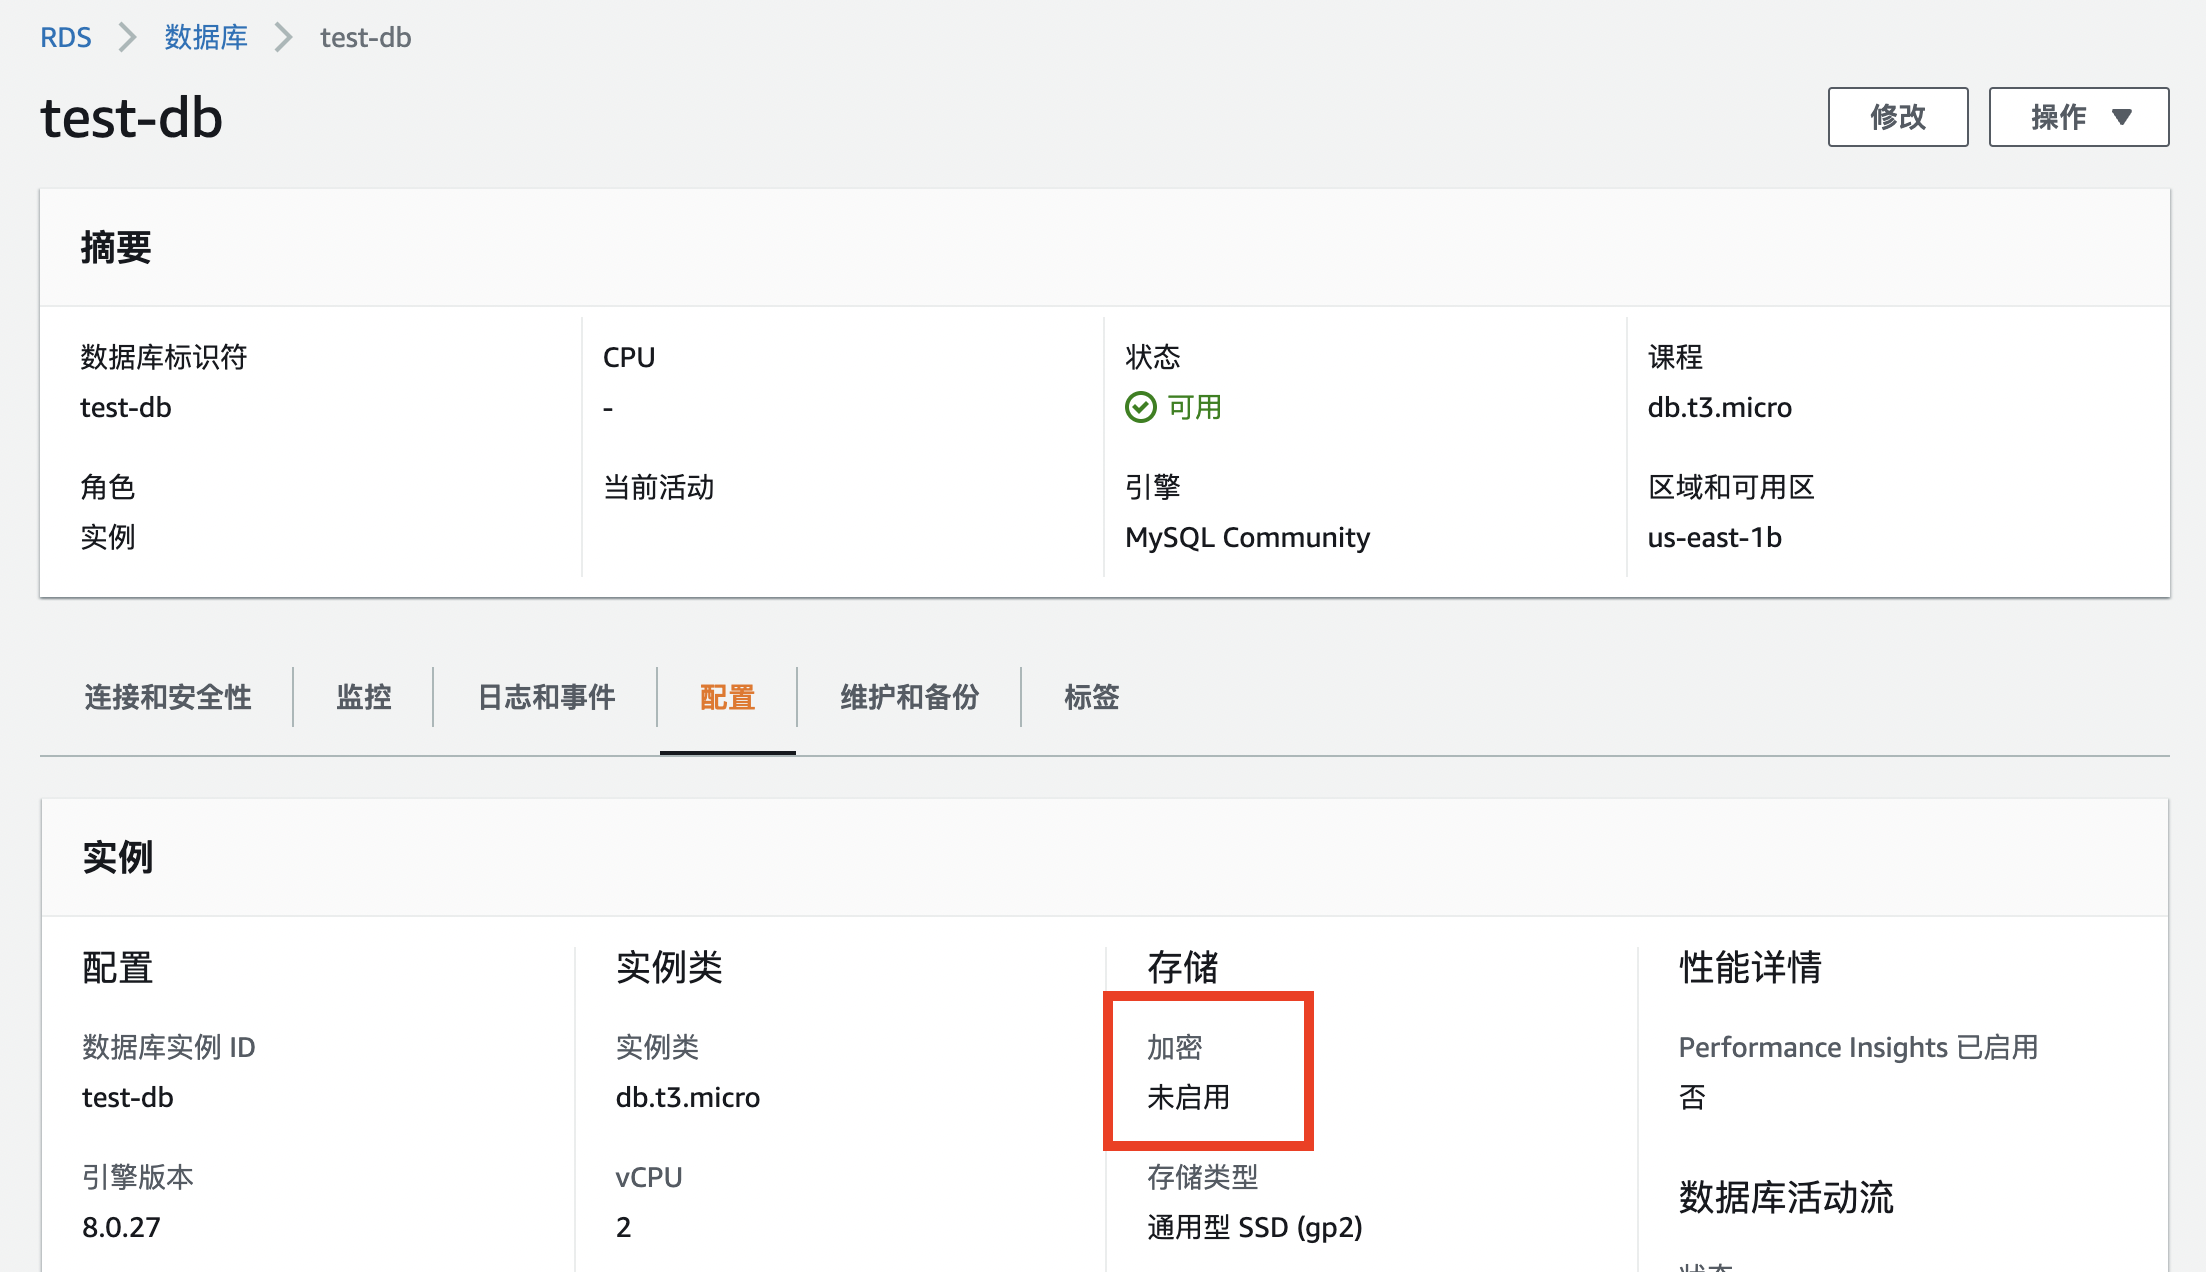 RDS > 数据库 > test-db
test-db
修改
操作
摘要
数据库标识符
test-db
CPU
-
状态
可用
课程
db.t3.micro
角色
实例
当前活动
引擎
MySQL Community
区域和可用区
us-east-1b
连接和安全性
监控
日志和事件
配置
维护和备份
标签
实例
配置
数据库实例 ID
test-db
引擎版本
8.0.27
实例类
实例类
db.t3.micro
vCPU
2
存储
加密
未启用
存储类型
通用型 SSD (gp2)
性能详情
Performance Insights 已启用
否
数据库活动流